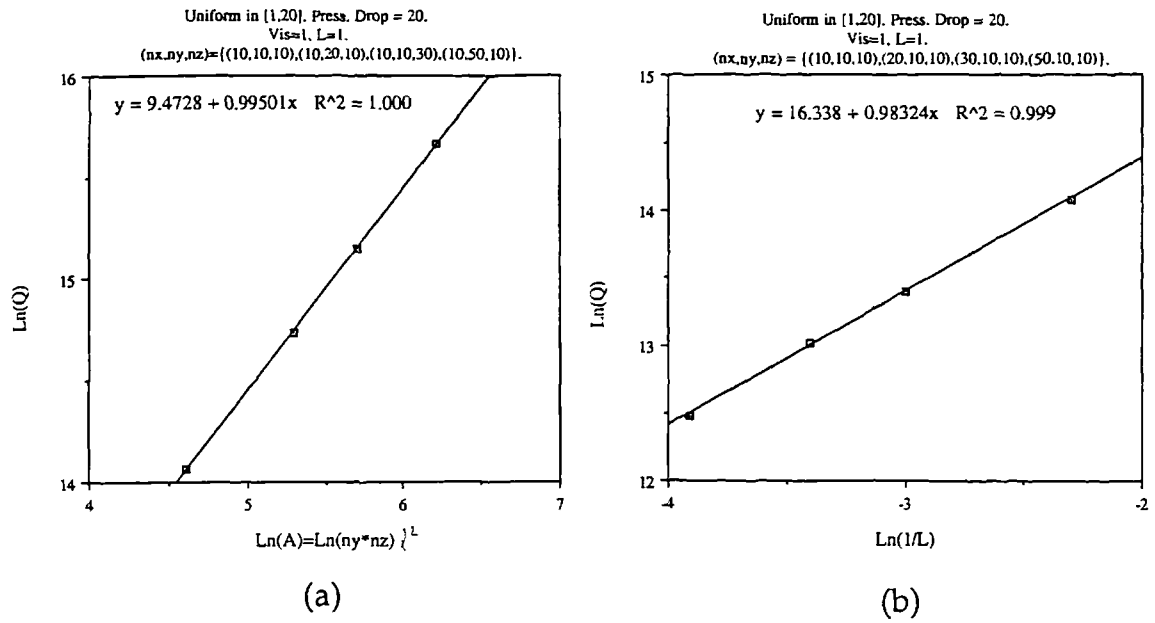 Uniform in [1,20]. Press. Drop = 20.
Vis=1, L=1.
(nx,ny,nz)={(10,10,10),(10,20,10),(10,10,30),(10,50,10)}.
16
y = 9.4728 + 0.99501x R^2 = 1.000
15
Ln(Q)
14
4
5
6
7
Ln(A)=Ln(ny*nz)
(a)
Uniform in [1,20]. Press. Drop = 20.
Vis=1, L=1.
(nx,ny,nz) = {(10,10,10),(20,10,10),(30,10,10),(50,10,10)}.
15
y = 16.338 + 0.98324x R^2 = 0.999
14
Ln(Q)
13
12
-4
-3
-2
Ln(1/L)
(b)